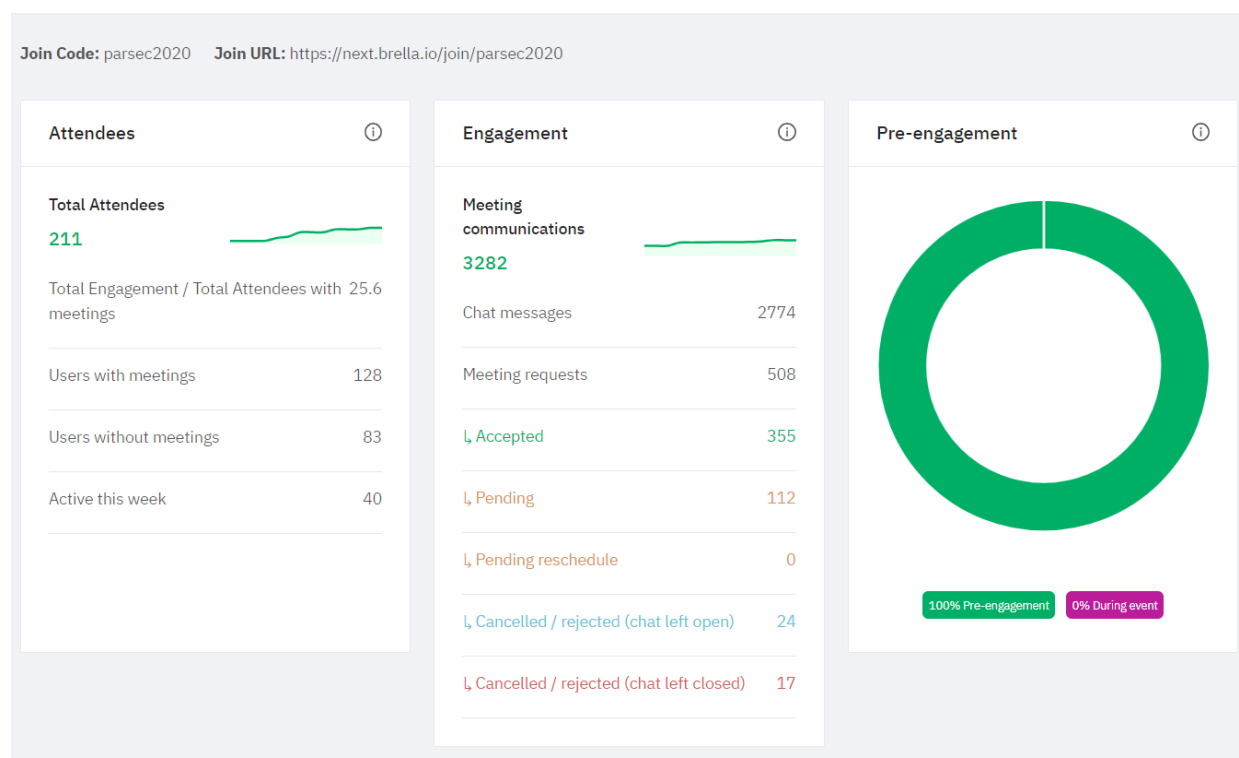 Join Code: parsec2020 Join URL: https://next.brella.io/join/parsec2020
Attendees
Total Attendees
211
Total Engagement / Total Attendees with 25.6
meetings
Users with meetings 128
Users without meetings 83
Active this week 40
Engagement
Meeting
communications
3282
Chat messages 2774
Meeting requests 508
↳ Accepted 355
↳ Pending 112
↳ Pending reschedule 0
↳ Cancelled / rejected (chat left open) 24
↳ Cancelled / rejected (chat left closed) 17
Pre-engagement
100% Pre-engagement 0% During event